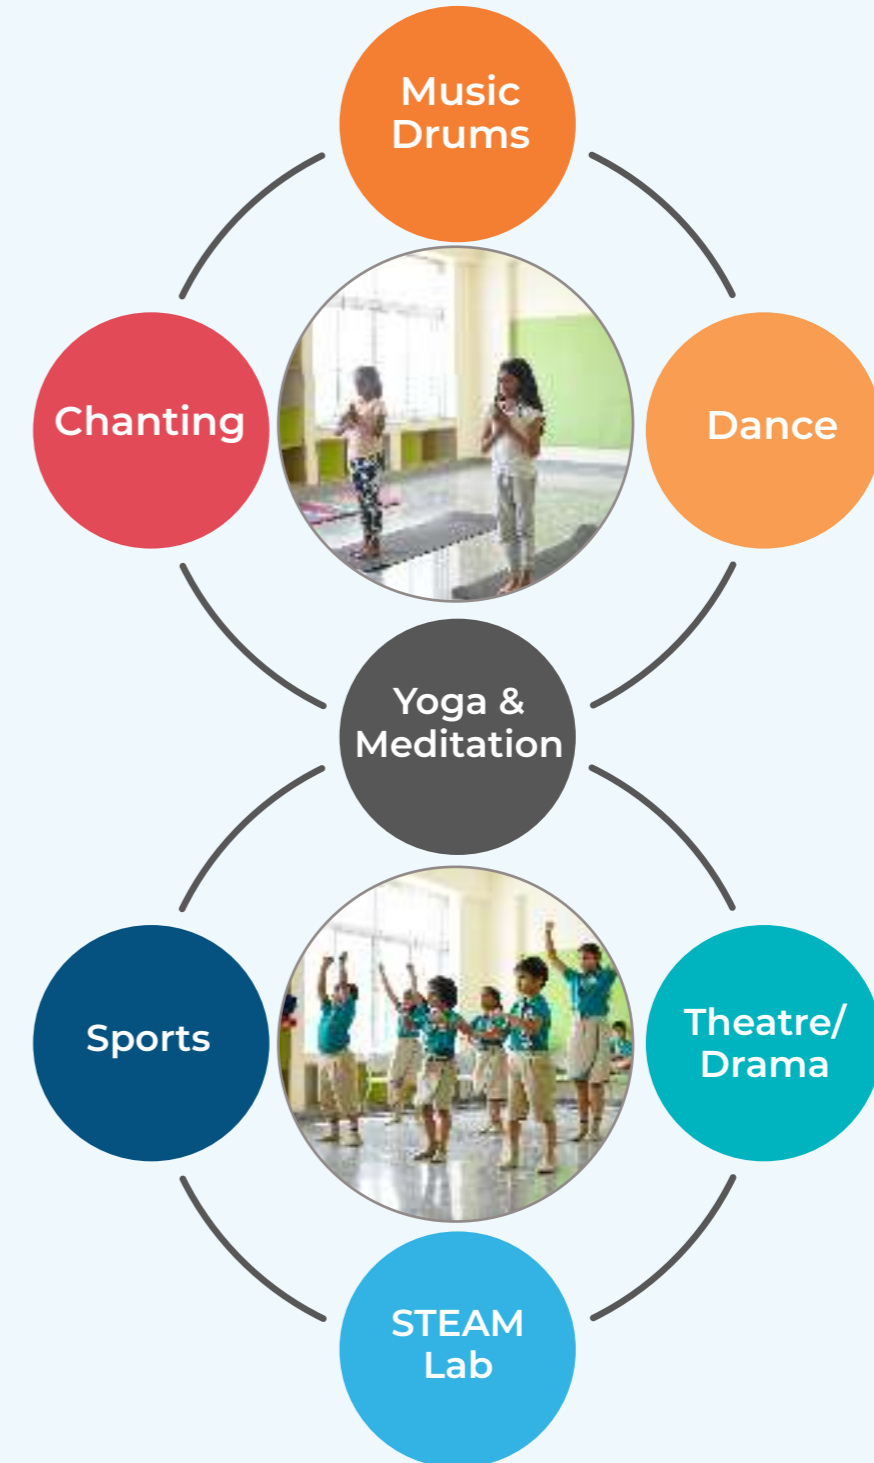 Music
Drums
Chanting
Dance
Yoga &
Meditation
Sports
Theatre/
Drama
STEAM
Lab